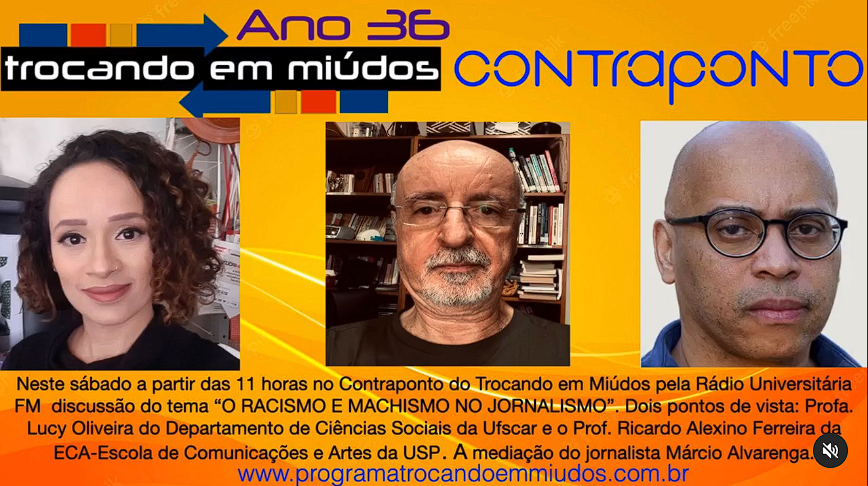 Ano 36
trocando em miúdos
CONTRAPONTO
Neste sábado a partir das 11 horas no Contraponto do Trocando em Miúdos pela Rádio Universitária
FM discussão do tema “O RACISMO E MACHISMO NO JORNALISMO”. Dois pontos de vista: Profa.
Lucy Oliveira do Departamento de Ciências Sociais da Ufscar e o Prof. Ricardo Alexino Ferreira da
ECA-Escola de Comunicações e Artes da USP. A mediação do jornalista Márcio Alvarenga.
www.programatrocandoemmiudos.com.br